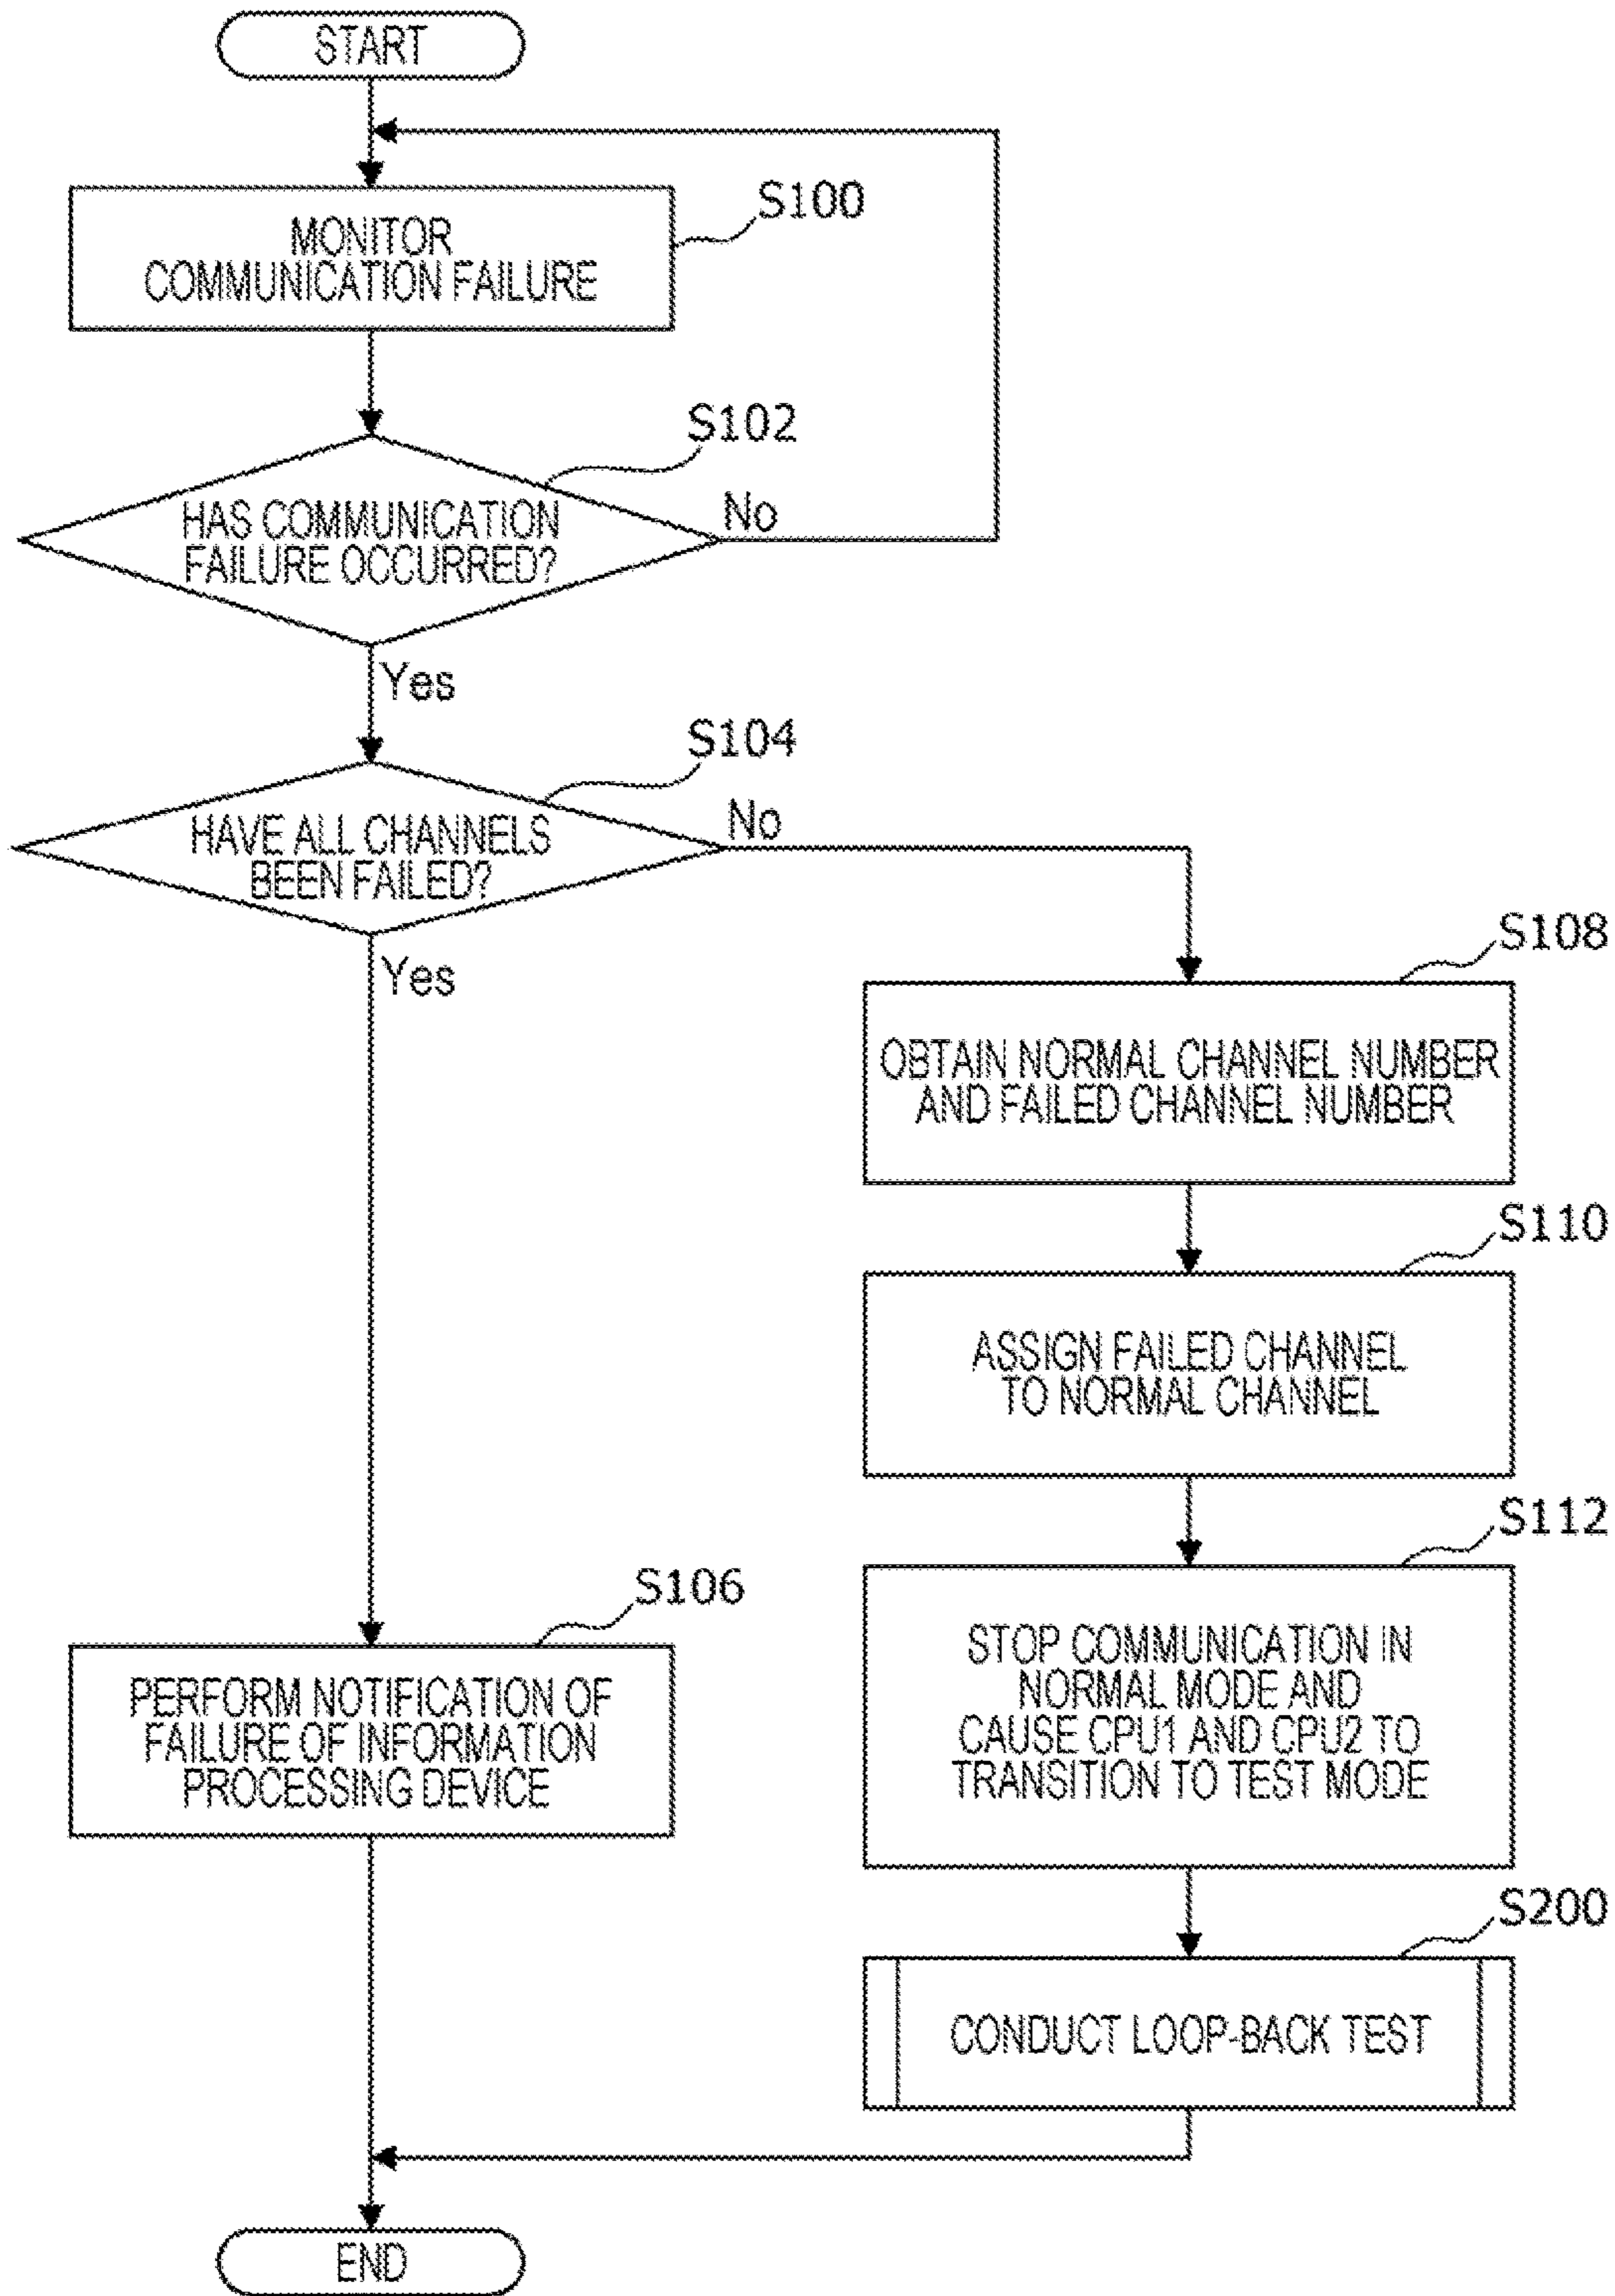 START
S100
MONITOR
COMMUNICATION FAILURE
S102
HAS COMMUNICATION
FAILURE OCCURRED?
No
Yes
S104
HAVE ALL CHANNELS
BEEN FAILED?
No
Yes
S108
OBTAIN NORMAL CHANNEL NUMBER
AND FAILED CHANNEL NUMBER
S110
ASSIGN FAILED CHANNEL
TO NORMAL CHANNEL
S112
STOP COMMUNICATION IN
NORMAL MODE AND
CAUSE CPU1 AND CPU2 TO
TRANSITION TO TEST MODE
S106
PERFORM NOTIFICATION OF
FAILURE OF INFORMATION
PROCESSING DEVICE
S200
CONDUCT LOOP-BACK TEST
END